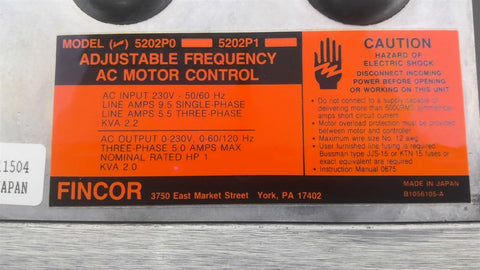 MODEL (✓) 5202P0 5202P1
ADJUSTABLE FREQUENCY
AC MOTOR CONTROL
AC INPUT 230V - 50/60 Hz
LINE AMPS 9.5 SINGLE-PHASE
LINE AMPS 5.5 THREE-PHASE
KVA 2.2
AC OUTPUT 0-230V, 0-60/120 Hz
THREE-PHASE 5.0 AMPS MAX
NOMINAL RATED HP 1
KVA 2.0
FINCOR 3750 East Market Street York, PA 17402
CAUTION
HAZARD OF
ELECTRIC SHOCK
DISCONNECT INCOMING
POWER BEFORE OPENING
OR WORKING ON THIS UNIT
• Do not connect to a supply capable of
delivering more than 5000RMS symmetrical
amps short circuit current
• Motor overload protection must be provided
between motor and controller
• Maximum wire size No. 12 awg
• User furnished line fusing is required:
Bussman type JJS-15 or KTN-15 fuses or
exact equivalent are required
• Instruction Manual 0675
MADE IN JAPAN
B1056105-A
11504
JAPAN